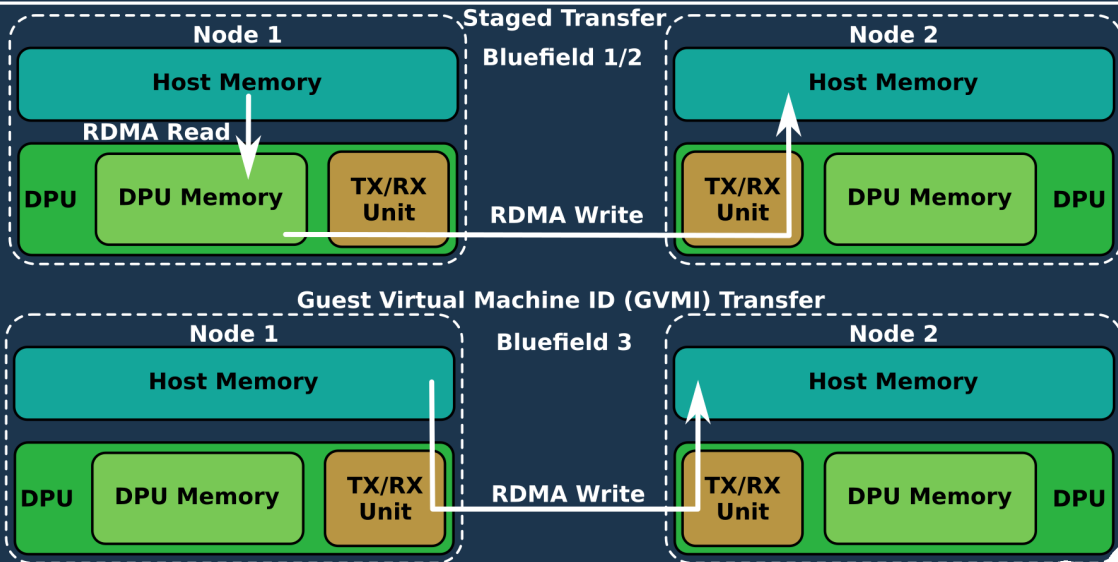 Staged Transfer
Node 1
Bluefield 1/2
Node 2
Host Memory
Host Memory
RDMA Read
DPU
DPU Memory
TX/RX
Unit
RDMA Write
TX/RX
Unit
DPU Memory
DPU
Guest Virtual Machine ID (GVMI) Transfer
Node 1
Bluefield 3
Node 2
Host Memory
Host Memory
DPU
DPU Memory
TX/RX
Unit
RDMA Write
TX/RX
Unit
DPU Memory
DPU